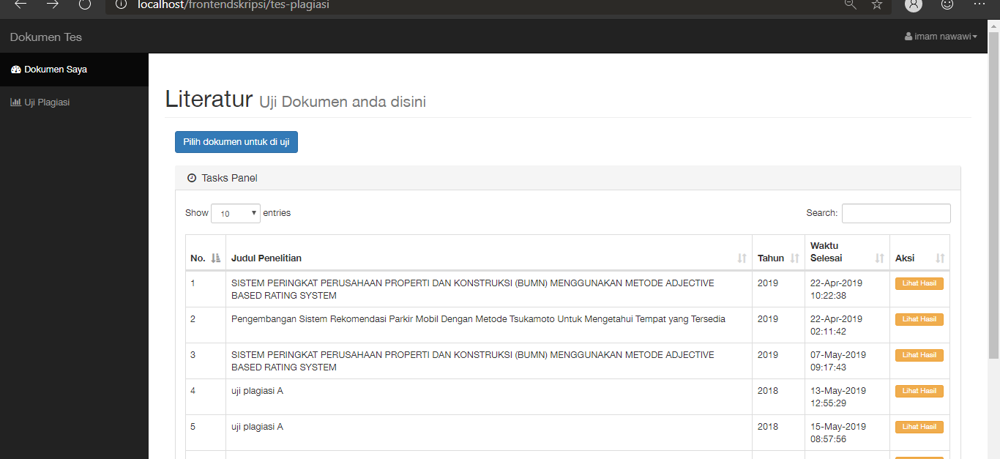 localhost/frontendskripsi/tes-plagiasi
Dokumen Tes
imam nawawi
Dokumen Saya
Uji Plagiasi
Literatur Uji Dokumen anda disini
Pilih dokumen untuk di uji
Tasks Panel
Show 10 entries
Search:
No. Judul Penelitian Tahun Waktu Selesai Aksi
1 SISTEM PERINGKAT PERUSAHAAN PROPERTI DAN KONSTRUKSI (BUMN) MENGGUNAKAN METODE ADJECTIVE
BASED RATING SYSTEM
2019
22-Apr-2019
10:22:38
Lihat Hasil
2 Pengembangan Sistem Rekomendasi Parkir Mobil Dengan Metode Tsukamoto Untuk Mengetahui Tempat yang Tersedia
2019
22-Apr-2019
02:11:42
Lihat Hasil
3 SISTEM PERINGKAT PERUSAHAAN PROPERTI DAN KONSTRUKSI (BUMN) MENGGUNAKAN METODE ADJECTIVE
BASED RATING SYSTEM
2019
07-May-2019
09:17:43
Lihat Hasil
4 uji plagiasi A
2018
13-May-2019
12:55:29
Lihat Hasil
5 uji plagiasi A
2018
15-May-2019
08:57:56
Lihat Hasil